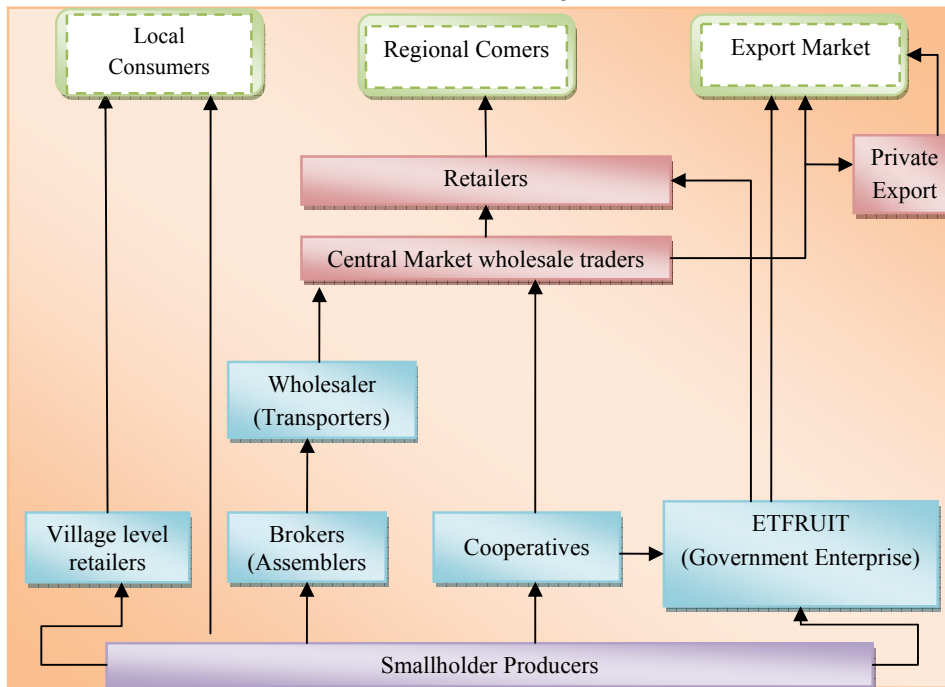 Local
Consumers
Regional Comers
Export Market
Private
Export
Retailers
Central Market wholesale traders
Wholesaler
(Transporters)
Village level
retailers
Brokers
(Assemblers
Cooperatives
ETFRUIT
(Government Enterprise)
Smallholder Producers